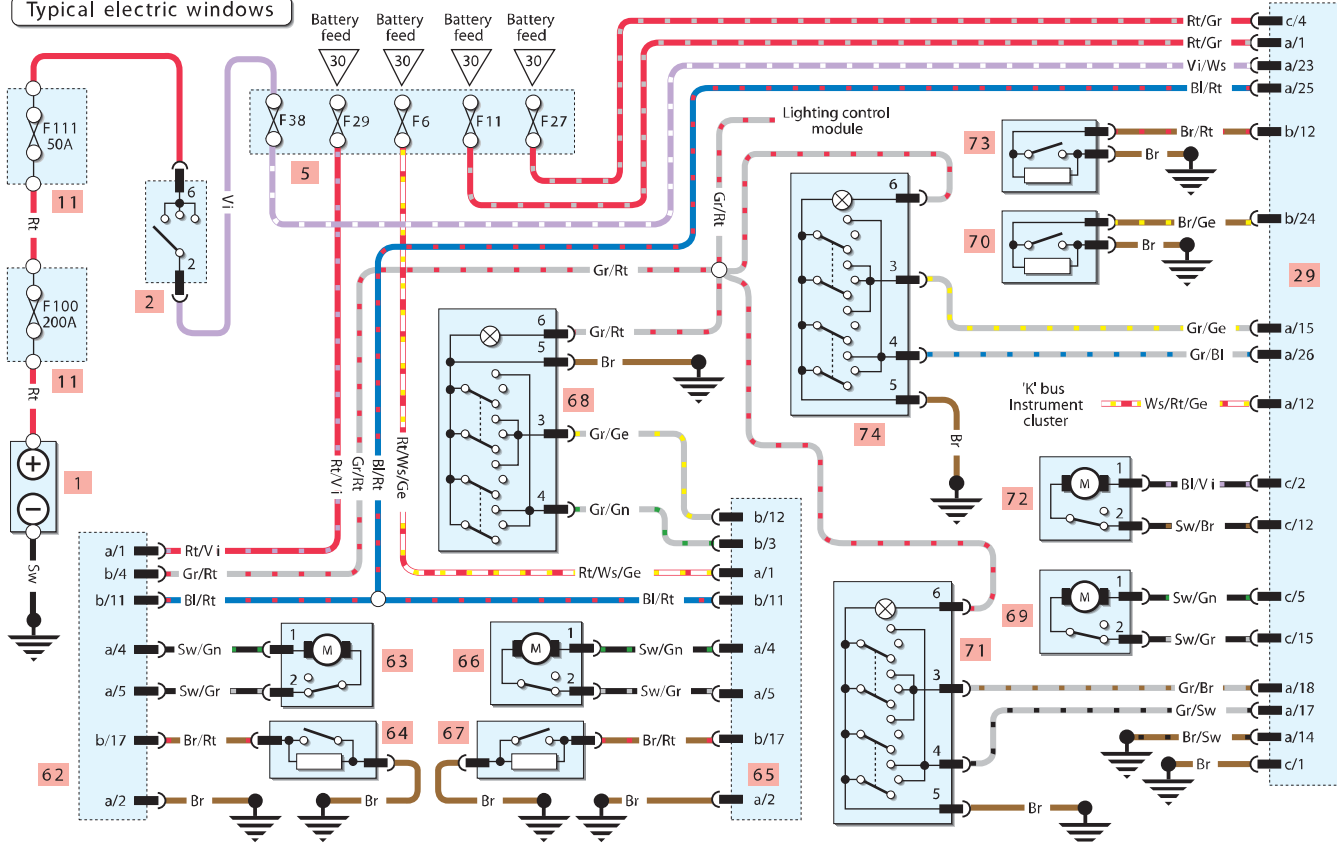 Typical electric windows
Battery feed
30
Battery feed
30
Battery feed
30
Battery feed
30
F111
50A
11
Rt
F100
200A
11
Rt
1
Sw
6
2
2
Vi
F38
F29
F6
F11
F27
5
Lighting control
module
Gr/Rt
Rt/Gr
c/4
Rt/Gr
a/1
Vi/Ws
a/23
Bl/Rt
a/25
73
Br/Rt
b/12
Br
70
Br/Ge
b/24
Br
29
6
3
4
5
74
Br
Gr/Ge
a/15
Gr/Bl
a/26
'K' bus
Instrument
cluster
Ws/Rt/Ge
a/12
Gr/Rt
6
5
3
4
68
Gr/Rt
Br
Gr/Ge
Gr/Gn
Rt/Vi
Gr/Rt
Bl/Rt
Rt/Ws/Ge
72
M
1
2
Bl/Vi
c/2
Sw/Br
c/12
69
M
1
2
Sw/Gn
c/5
Sw/Gr
c/15
71
6
3
4
5
Gr/Br
a/18
Gr/Sw
a/17
Br/Sw
a/14
Br
c/1
Br
62
a/1
Rt/Vi
b/4
Gr/Rt
b/11
Bl/Rt
a/4
Sw/Gn
a/5
Sw/Gr
b/17
Br/Rt
a/2
Br
1
2
M
63
64
Br
66
M
1
2
67
Br
65
b/12
b/3
Rt/Ws/Ge
a/1
Bl/Rt
b/11
Sw/Gn
a/4
Sw/Gr
a/5
Br/Rt
b/17
Br
a/2